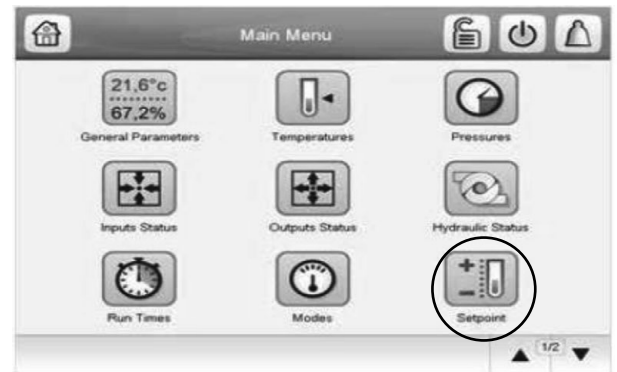 Main Menu
21,6°c
67,2%
General Parameters
Temperatures
Pressures
Inputs Status
Outputs Status
Hydraulic Status
Run Times
Modes
Setpoint
1/2